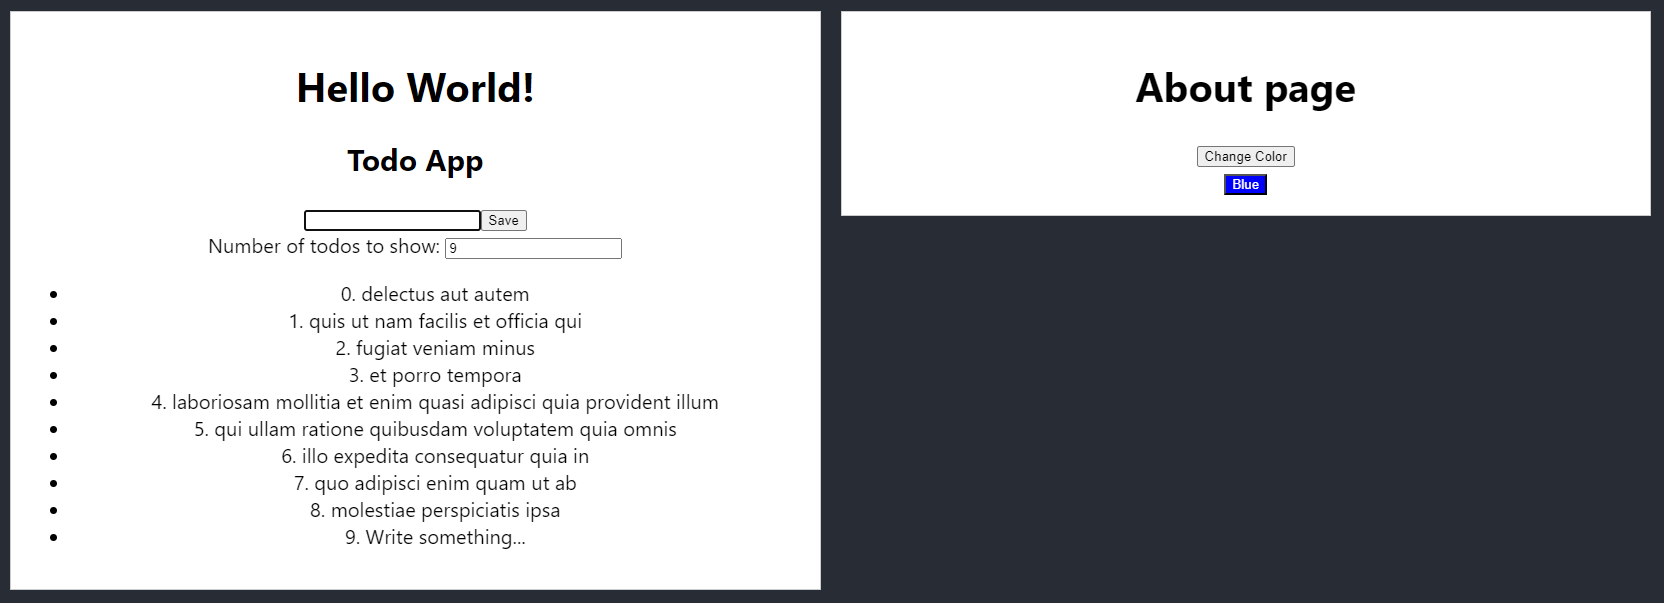 Hello World!
Todo App
Save
Number of todos to show: 9
0. delectus aut autem
1. quis ut nam facilis et officia qui
2. fugiat veniam minus
3. et porro tempora
4. laboriosam mollitia et enim quasi adipisci quia provident illum
5. qui ullam ratione quibusdam voluptatem quia omnis
6. illo expedita consequatur quia in
7. quo adipisci enim quam ut ab
8. molestiae perspiciatis ipsa
9. Write something...
About page
Change Color
Blue